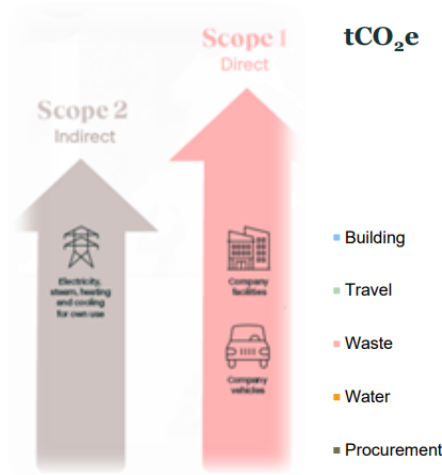 Scope 1
Direct
tCO₂e
Scope 2
Indirect
Electricity,
steam, heating
and cooling
for own use
Company
facilities
Company
vehicles
Building
Travel
Waste
Water
Procurement